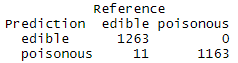 Reference
Prediction edible poisonous
edible 1263 0
poisonous 11 1163